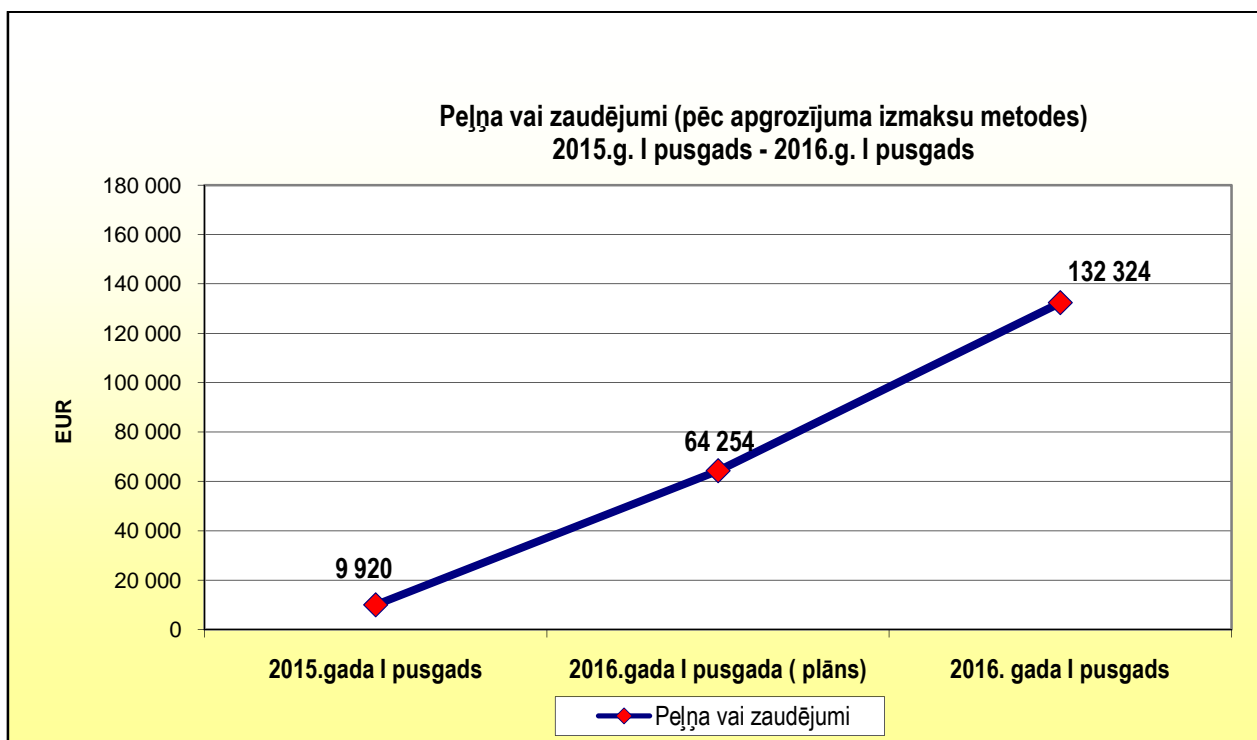 Peļņa vai zaudējumi (pēc apgrozījuma izmaksu metodes)
2015.g. I pusgads - 2016.g. I pusgads
180 000
160 000
140 000
120 000
100 000
80 000
60 000
40 000
20 000
0
EUR
9 920
64 254
132 324
2015.gada I pusgads
2016.gada I pusgada ( plāns)
2016. gada I pusgads
Peļņa vai zaudējumi